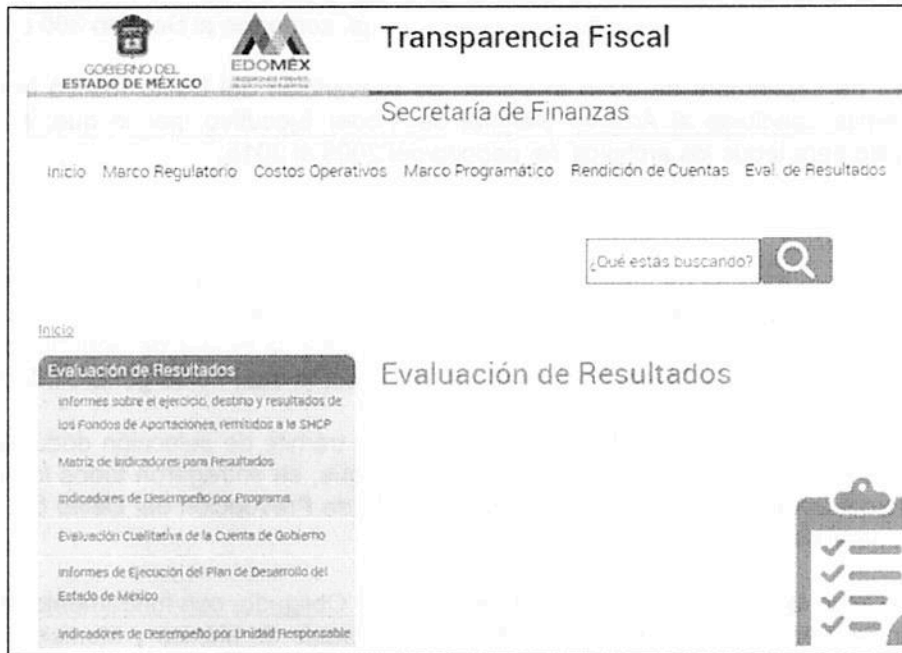 GOBIERNO DEL
ESTADO DE MÉXICO
EDOMÉX
Transparencia Fiscal
Secretaría de Finanzas
Inicio Marco Regulatorio Costos Operativos Marco Programático Rendición de Cuentas Eval. de Resultados
¿Qué estas buscando?
Inicio
Evaluación de Resultados
Evaluación de Resultados
Informes sobre el ejercicio, destino y resultados de
los Fondos de Aportaciones, remitidos a la SHCP
Matriz de Indicadores para Resultados
Indicadores de Desempeño por Programa
Evaluación Cualitativa de la Cuenta de Gobierno
Informes de Ejecución del Plan de Desarrollo del
Estado de México
Indicadores de Desempeño por Unidad Responsable